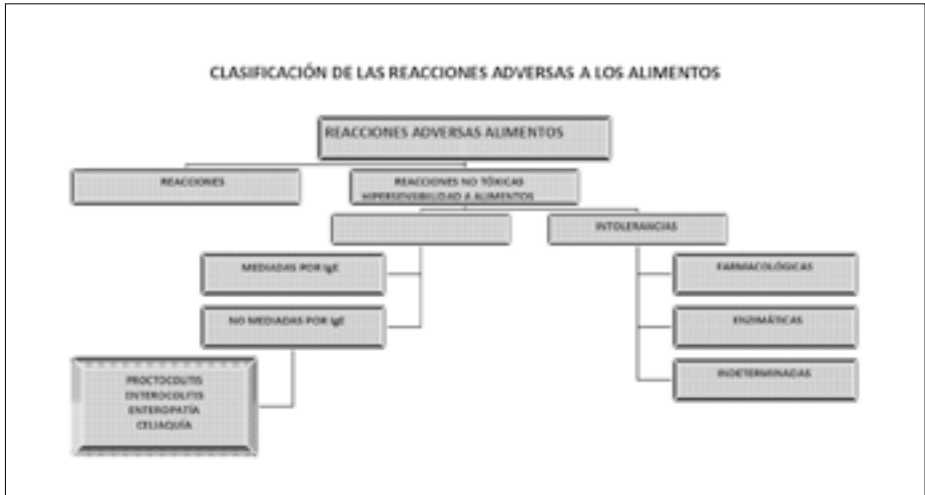 CLASIFICACIÓN DE LAS REACCIONES ADVERSAS A LOS ALIMENTOS
REACCIONES ADVERSAS ALIMENTOS
REACCIONES
REACCIONES NO TÓXICAS
HIPERSENSIBILIDAD A ALIMENTOS
INTOLERANCIAS
MEDIADAS POR IgE
FARMACOLÓGICAS
NO MEDIADAS POR IgE
ENZIMÁTICAS
INDETERMINADAS
PROCTOCOLITIS
ENTEROCOLITIS
ENTEROPATÍA
CELIAQUÍA